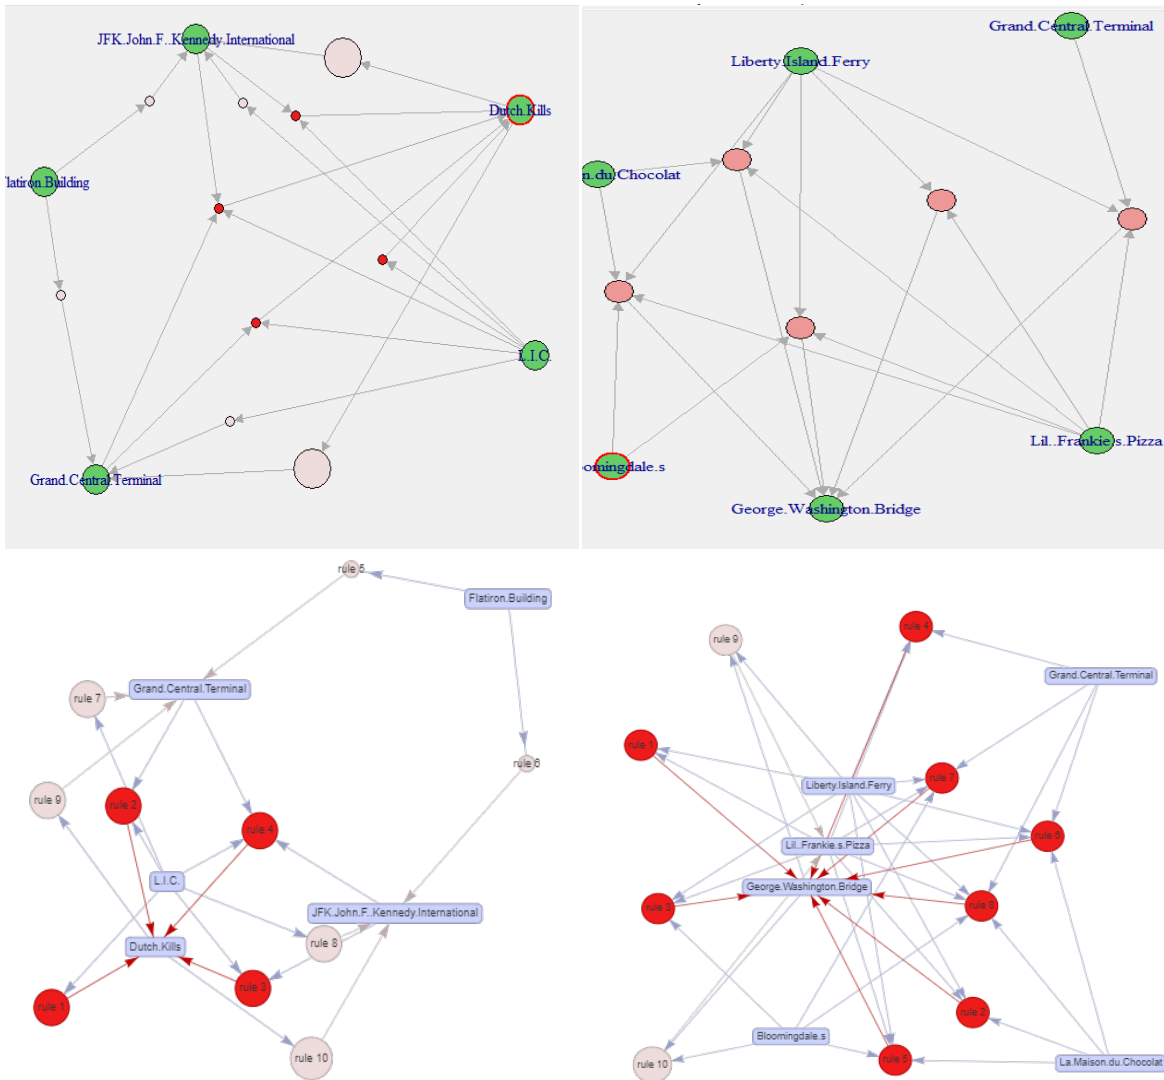 JFK.John.F..Kennedy.International
Dutch.Kills
Flatiron.Building
L.I.C.
Grand.Central.Terminal
Grand.Central.Terminal
Liberty.Island.Ferry
n.du.Chocolat
Lil..Frankie.s.Pizza
oomingdale.s
George.Washington.Bridge
rule 5
Flatiron.Building
Grand.Central.Terminal
rule 7
rule 6
rule 9
rule 2
rule 4
L.I.C.
JFK.John.F..Kennedy.International
rule 8
Dutch.Kills
rule 3
rule 1
rule 10
rule 4
rule 9
Grand.Central.Terminal
rule 1
rule 7
Liberty.Island.Ferry
rule 6
Lil..Frankie.s.Pizza
George.Washington.Bridge
rule 3
rule 8
rule 2
Bloomingdale.s
rule 5
rule 10
La.Maison.du.Chocolat